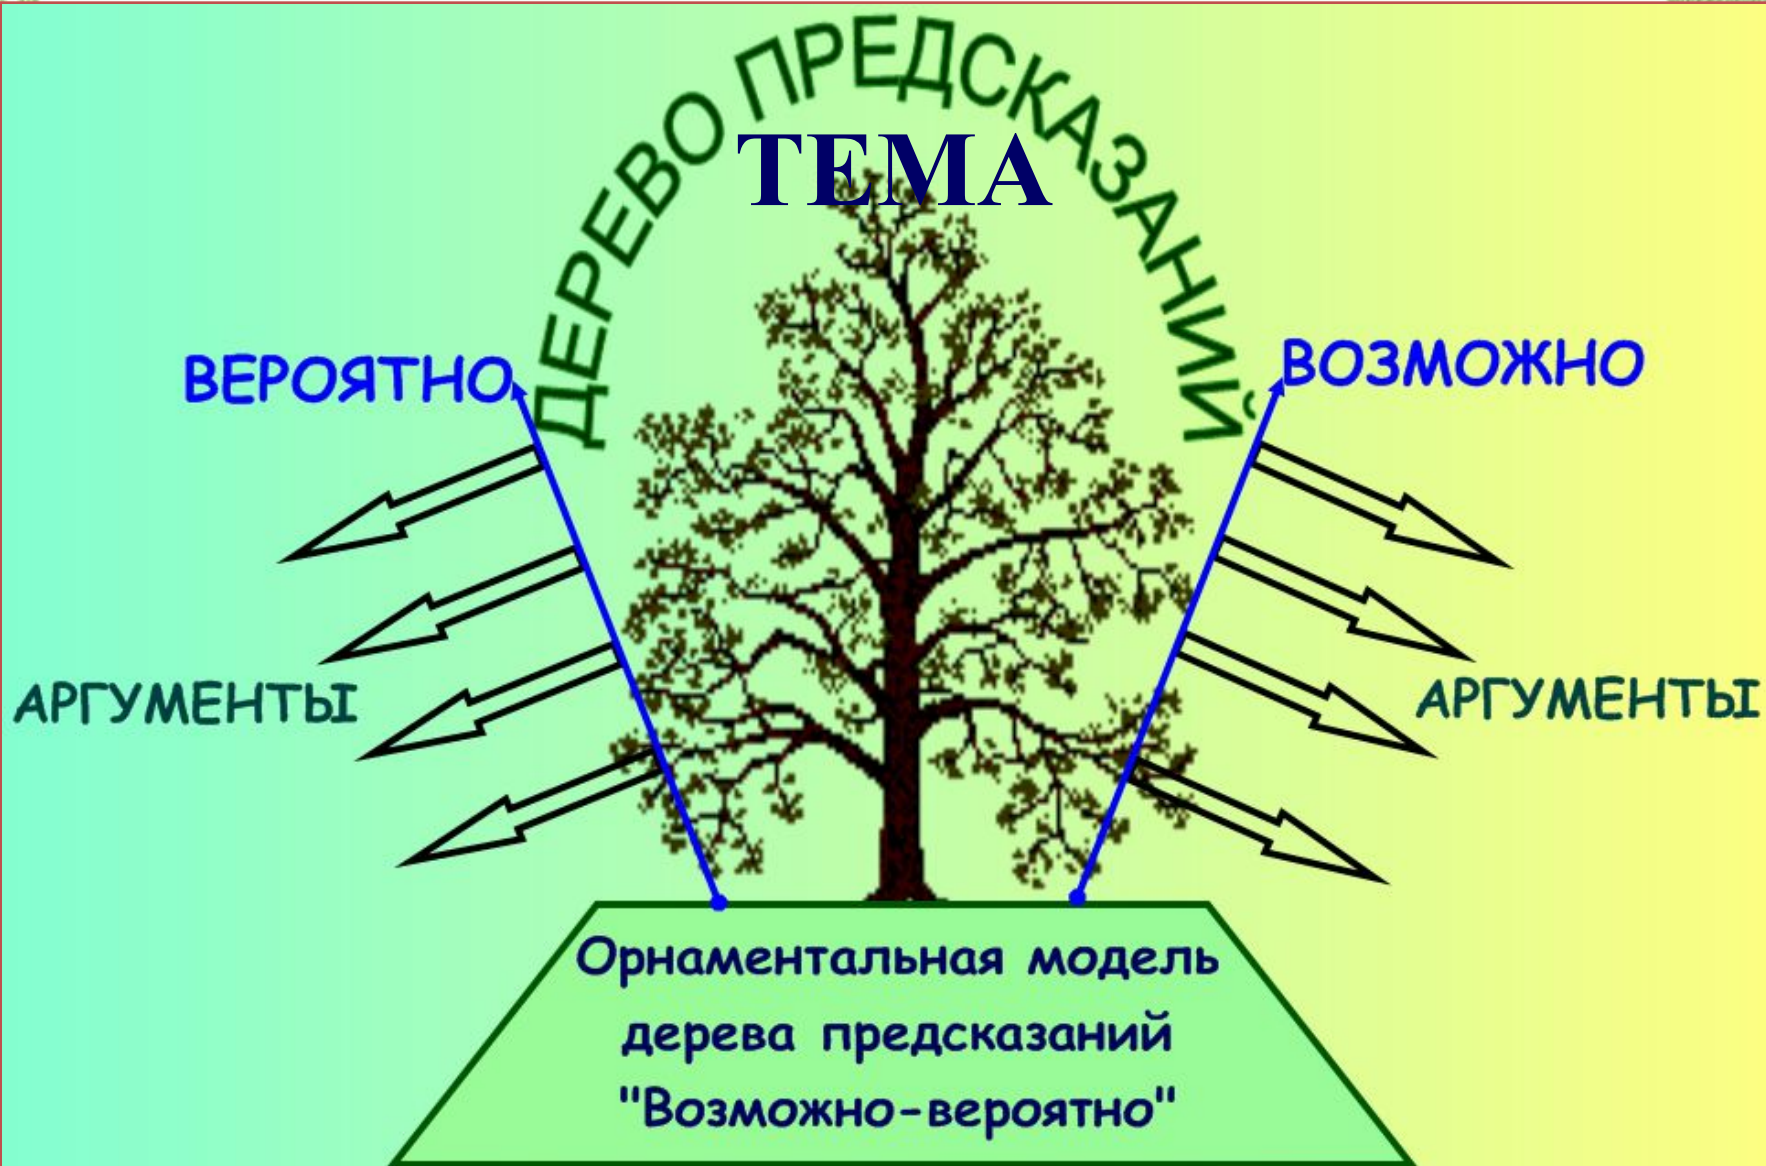 ДЕРЕВО ПРЕДСКАЗАНИЙ
ТЕМА
ВЕРОЯТНО
ВОЗМОЖНО
АРГУМЕНТЫ
АРГУМЕНТЫ
Орнаментальная модель
дерева предсказаний
"Возможно-вероятно"